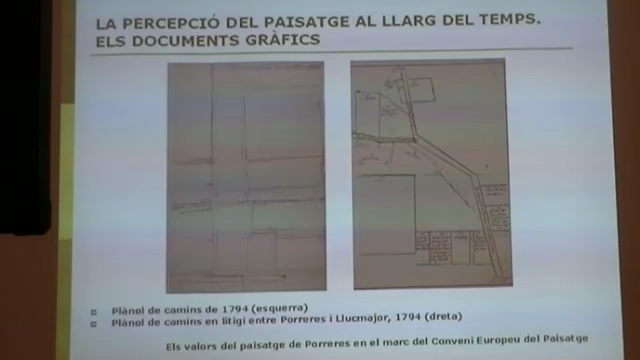 LA PERCEPCIÓ DEL PAISATGE AL LLARG DEL TEMPS.
ELS DOCUMENTS GRÀFICS
Plànol de camins de 1794 (esquerra)
Plànol de camins en litigi entre Porreres i Llucmajor, 1794 (dreta)
Els valors del paisatge de Porreres en el marc del Conveni Europeu del Paisatge